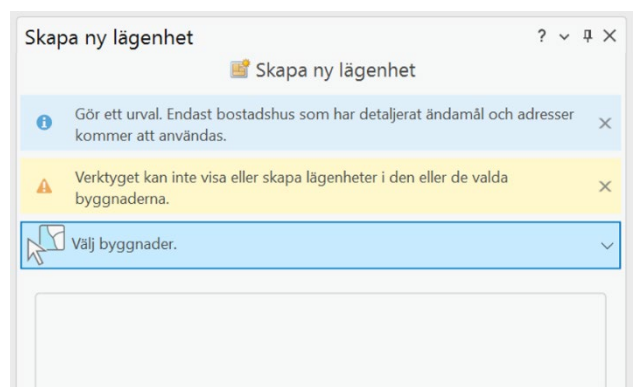 Skapa ny lägenhet
Skapa ny lägenhet
Gör ett urval. Endast bostadshus som har detaljerat ändamål och adresser
kommer att användas.
Verktyget kan inte visa eller skapa lägenheter i den eller de valda
byggnaderna.
Välj byggnader.